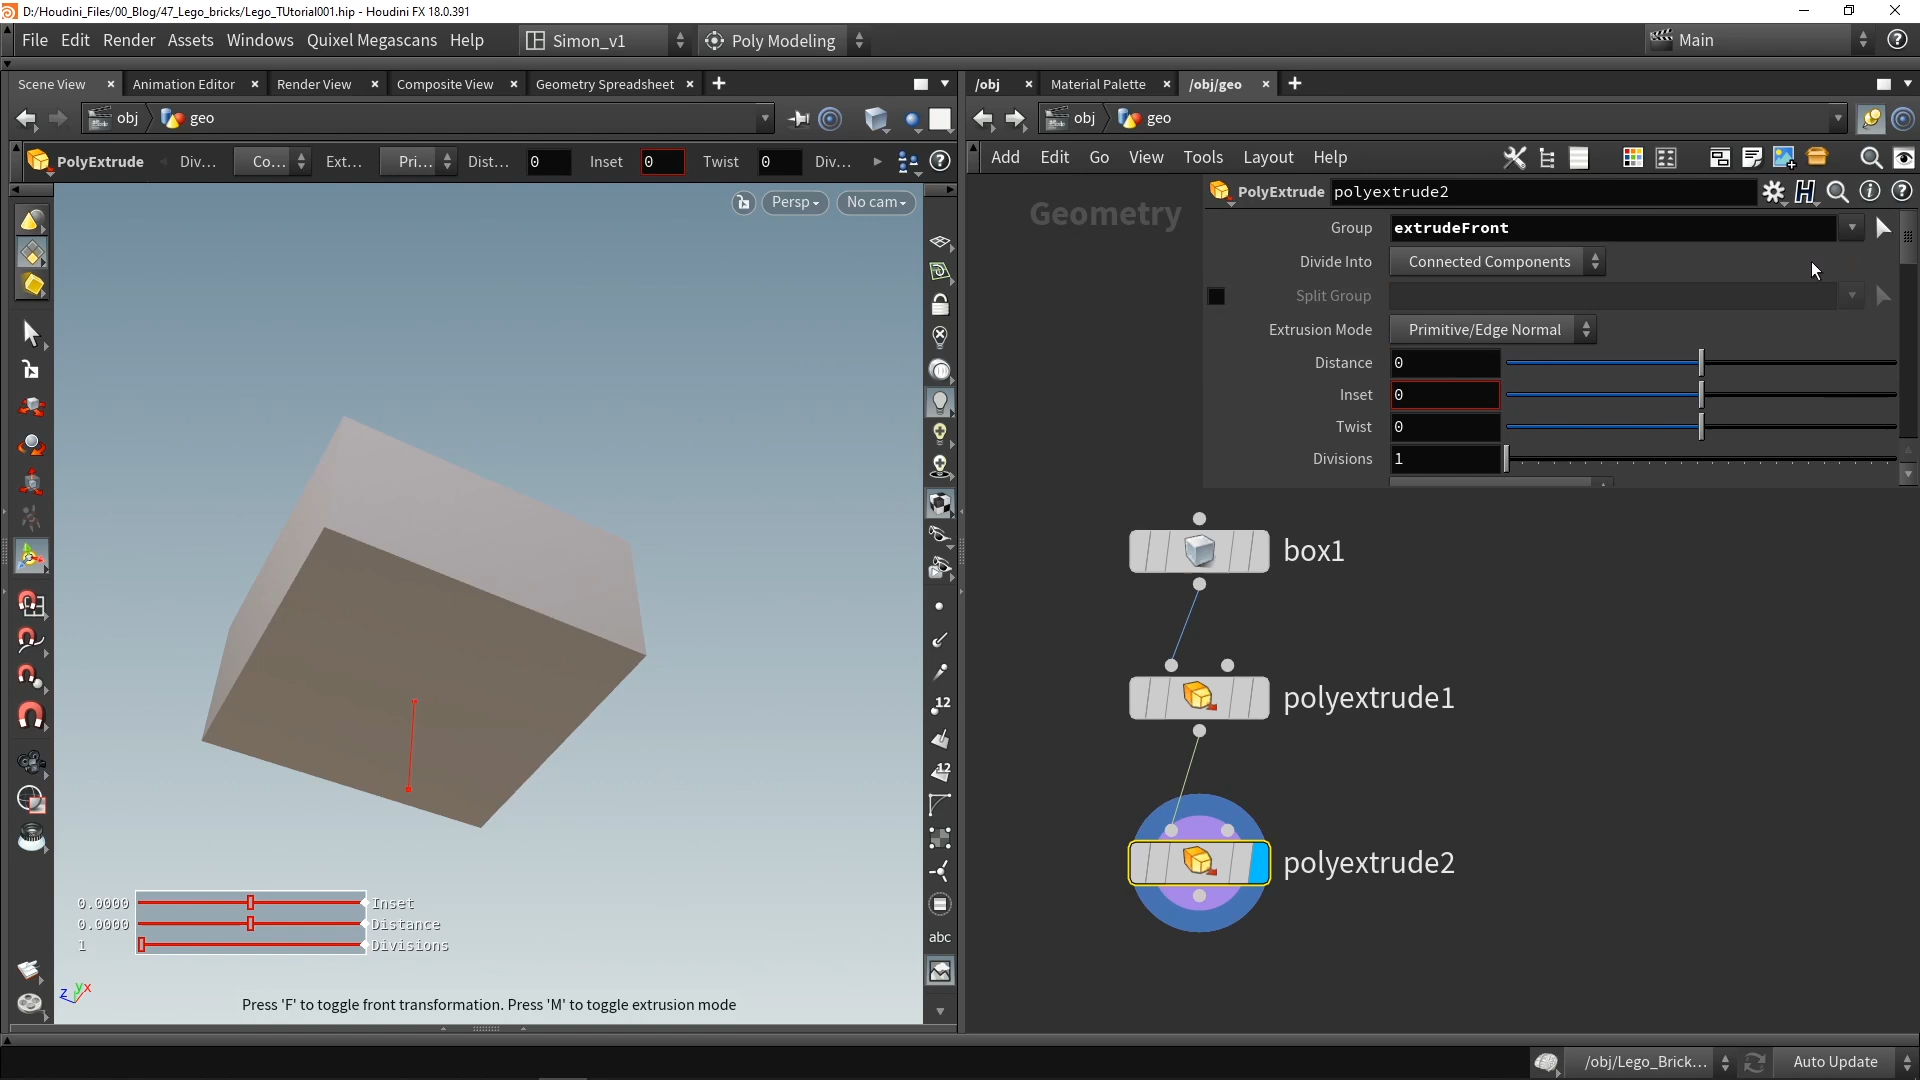 D:/Houdini_Files/00_Blog/47_Lego_bricks/Lego_TUtorial001.hip - Houdini FX 18.0.391
File Edit Render Assets Windows Quixel Megascans Help Simon_v1 Poly Modeling Main
Scene View Animation Editor Render View Composite View Geometry Spreadsheet
/obj Material Palette /obj/geo
obj geo
obj geo
PolyExtrude Div... Co... Ext... Pri... Dist... 0 Inset 0 Twist 0 Div...
Add Edit Go View Tools Layout Help
Persp No cam
Geometry
PolyExtrude polyextrude2
Group extrudeFront
Divide Into Connected Components
Split Group
Extrusion Mode Primitive/Edge Normal
Distance 0
Inset 0
Twist 0
Divisions 1
box1
polyextrude1
polyextrude2
12
12
abc
0.0000 Inset
0.0000 Distance
1 Divisions
z y x
Press 'F' to toggle front transformation. Press 'M' to toggle extrusion mode
/obj/Lego_Brick... Auto Update